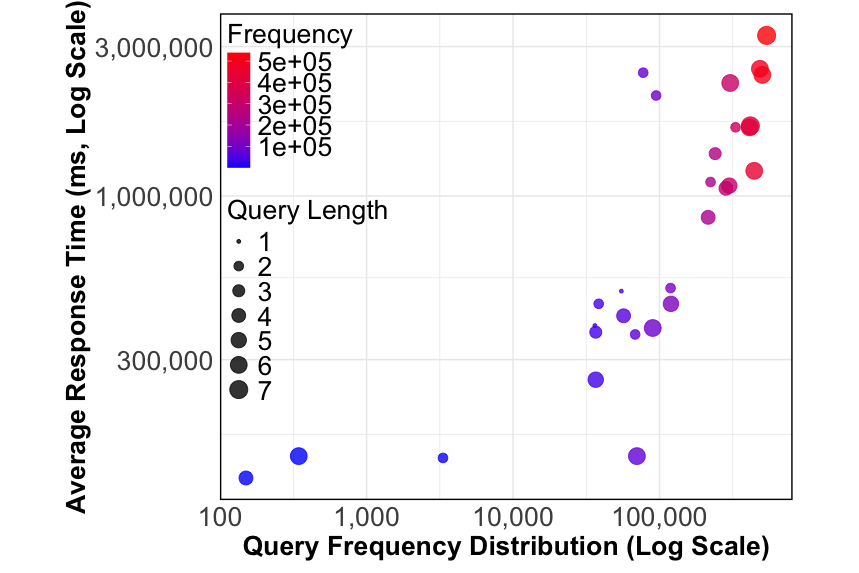 Average Response Time (ms, Log Scale)
3,000,000
1,000,000
300,000
Frequency
5e+05
4e+05
3e+05
2e+05
1e+05
Query Length
1
2
3
4
5
6
7
100
1,000
10,000
100,000
Query Frequency Distribution (Log Scale)